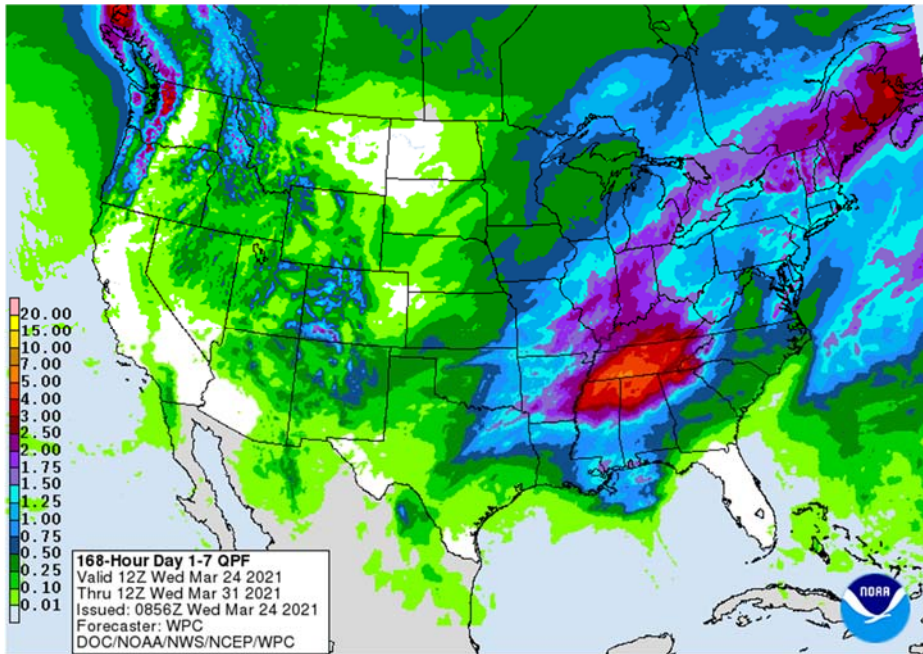 20.00
15.00
10.00
7.00
5.00
4.00
3.00
2.50
2.00
1.75
1.50
1.25
1.00
0.75
0.50
0.25
0.10
0.01
168-Hour Day 1-7 QPF
Valid 12Z Wed Mar 24 2021
Thru 12Z Wed Mar 31 2021
Issued: 0856Z Wed Mar 24 2021
Forecaster: WPC
DOC/NOAA/NWS/NCEP/WPC
NOAA